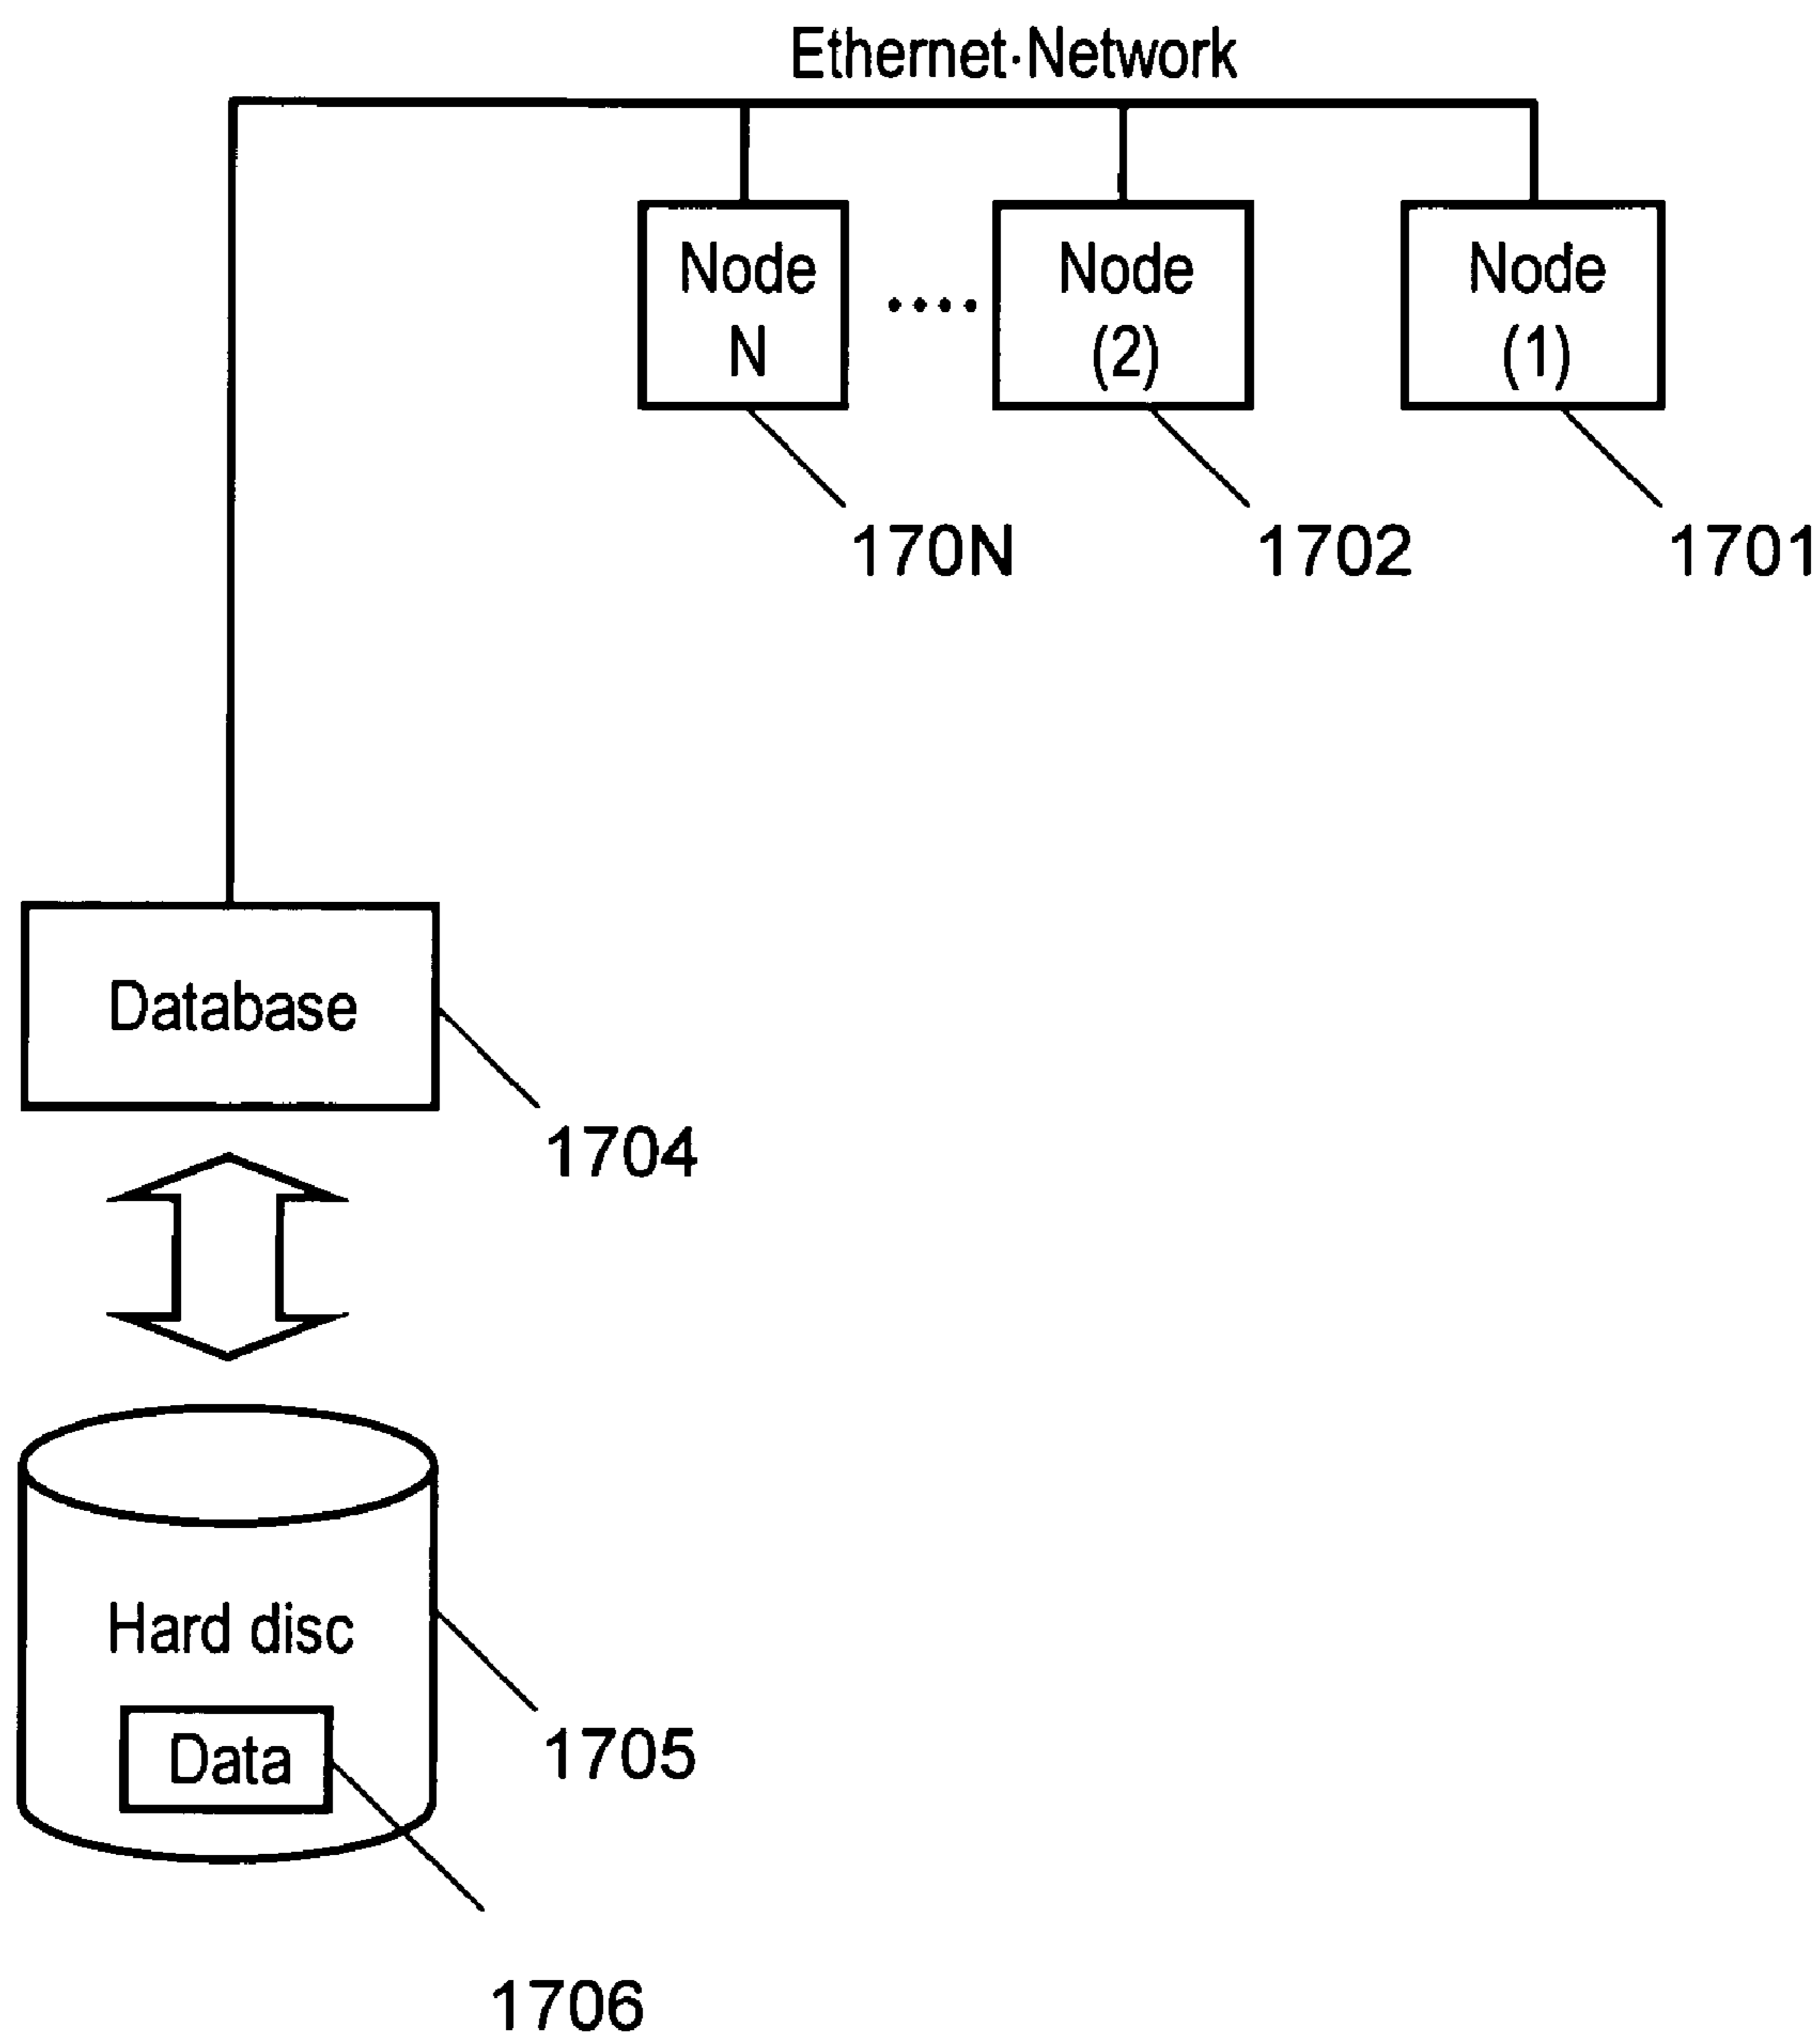 Ethernet·Network
Node
N
....
Node
(2)
Node
(1)
170N
1702
1701
Database
1704
Hard disc
1705
Data
1706